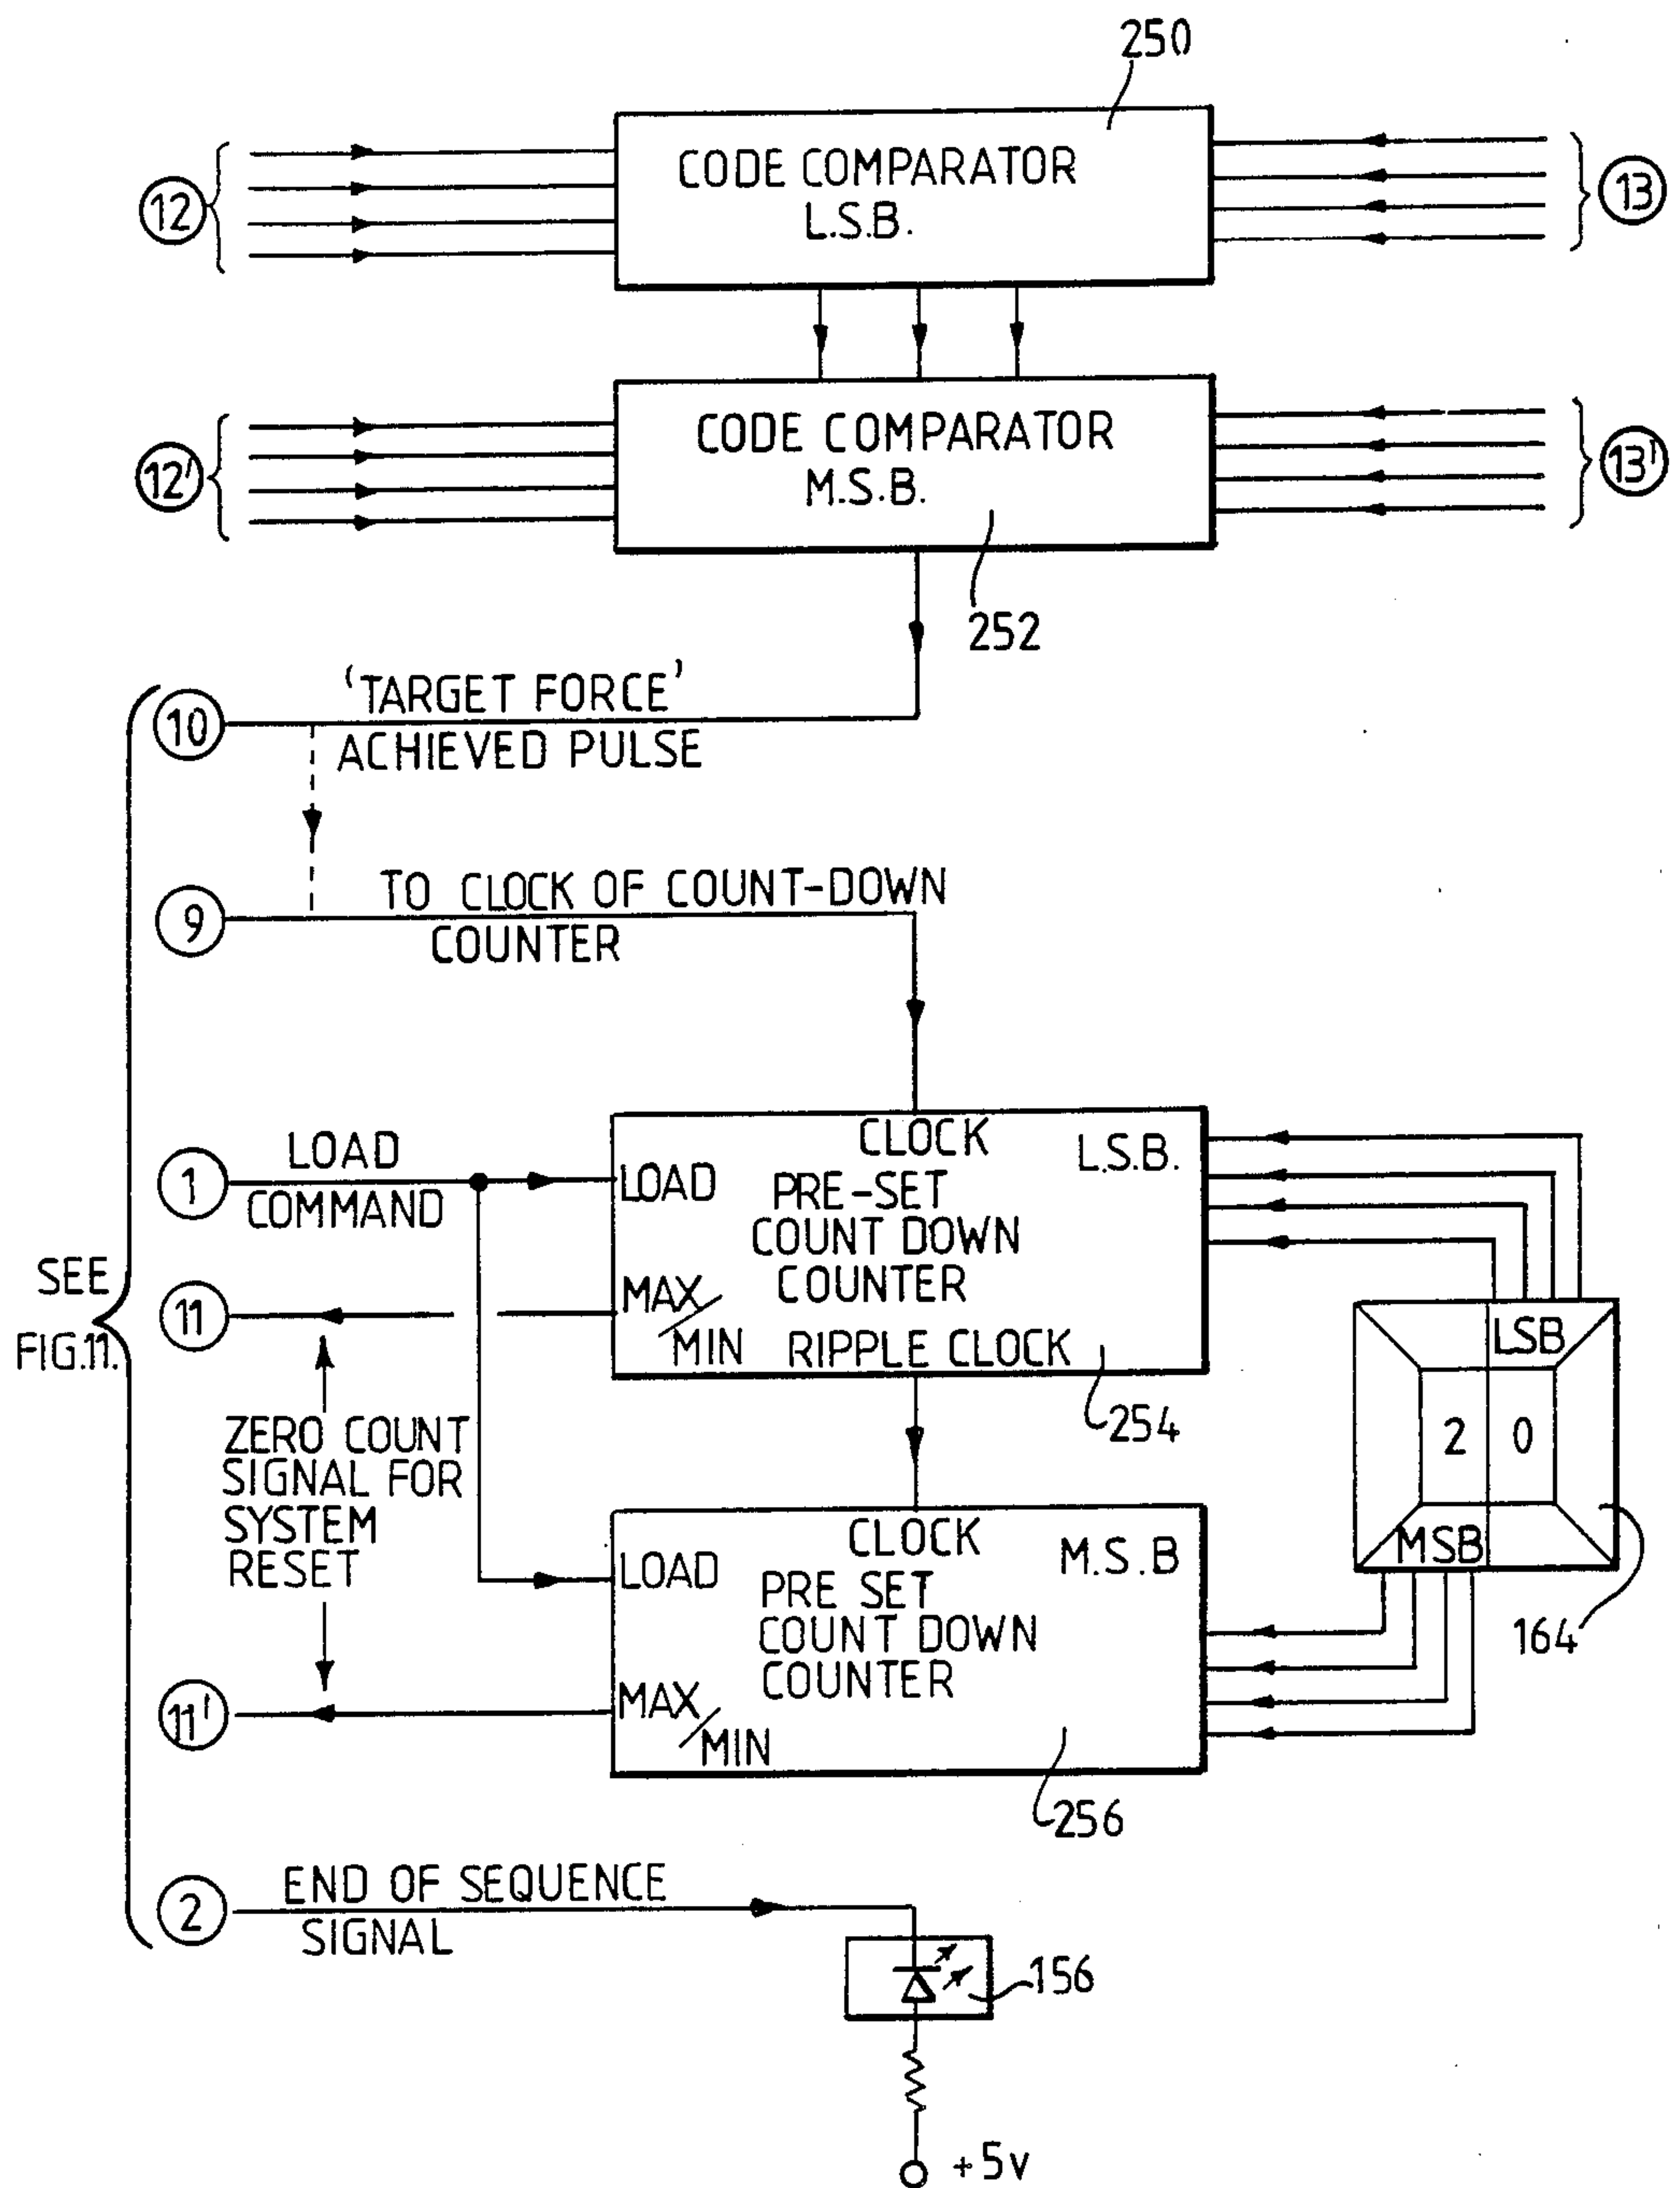 250
CODE COMPARATOR
L.S.B.
12
13
CODE COMPARATOR
M.S.B.
12'
13'
252
10
'TARGET FORCE'
ACHIEVED PULSE
9
TO CLOCK OF COUNT-DOWN
COUNTER
1
LOAD
COMMAND
CLOCK
L.S.B.
LOAD
PRE-SET
COUNT DOWN
COUNTER
MAX/MIN
RIPPLE CLOCK
254
SEE
FIG.11.
11
ZERO COUNT
SIGNAL FOR
SYSTEM
RESET
LSB
2 0
MSB
164
CLOCK
M.S.B
LOAD
PRE SET
COUNT DOWN
COUNTER
MAX/MIN
11'
256
2
END OF SEQUENCE
SIGNAL
156
+5v